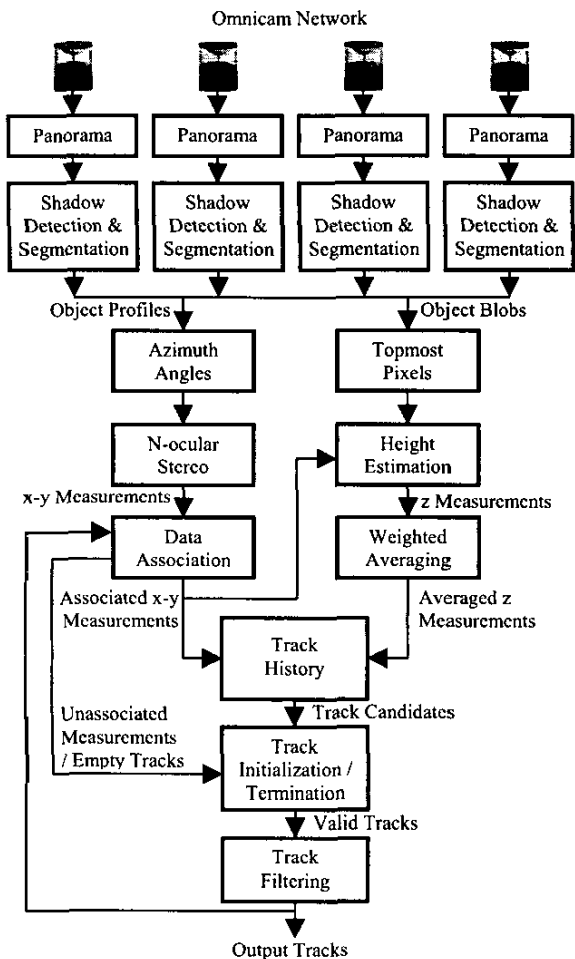 Omnicam Network
Panorama
Panorama
Panorama
Panorama
Shadow
Detection &
Segmentation
Shadow
Detection &
Segmentation
Shadow
Detection &
Segmentation
Shadow
Detection &
Segmentation
Object Profiles
Object Blobs
Azimuth
Angles
Topmost
Pixels
N-ocular
Stereo
Height
Estimation
x-y Measurements
z Measurements
Data
Association
Weighted
Averaging
Associated x-y
Measurements
Averaged z
Measurements
Track
History
Track Candidates
Unassociated
Measurements
/ Empty Tracks
Track
Initialization /
Termination
Valid Tracks
Track
Filtering
Output Tracks